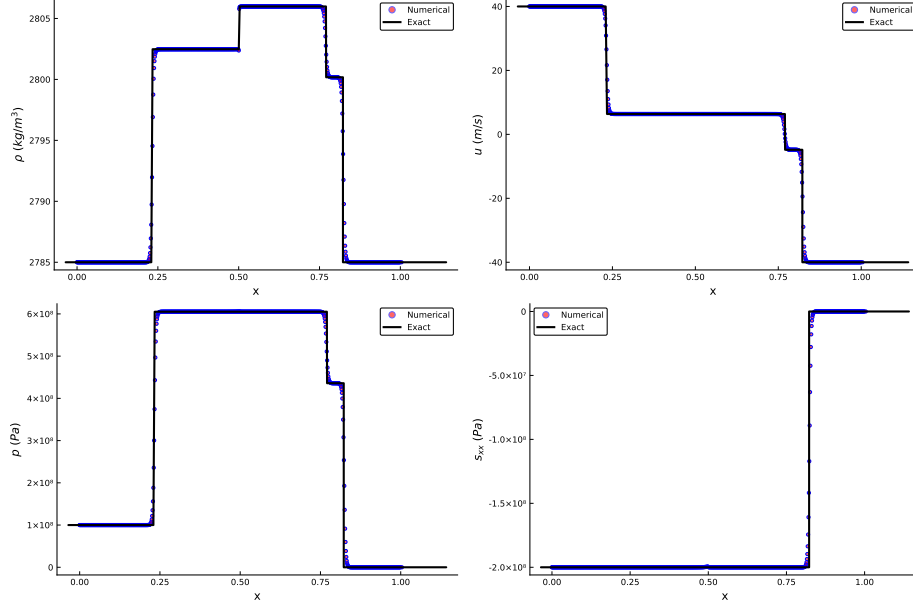 2805
2800
2795
2790
2785
0.00
0.25
0.50
0.75
1.00
x
ρ (kg/m³)
Numerical
Exact
40
20
0
-20
-40
0.00
0.25
0.50
0.75
1.00
x
u (m/s)
Numerical
Exact
6×10⁸
5×10⁸
4×10⁸
3×10⁸
2×10⁸
1×10⁸
0
0.00
0.25
0.50
0.75
1.00
x
p (Pa)
Numerical
Exact
0
-5.0×10⁷
-1.0×10⁸
-1.5×10⁸
-2.0×10⁸
0.00
0.25
0.50
0.75
1.00
x
sₓₓ (Pa)
Numerical
Exact